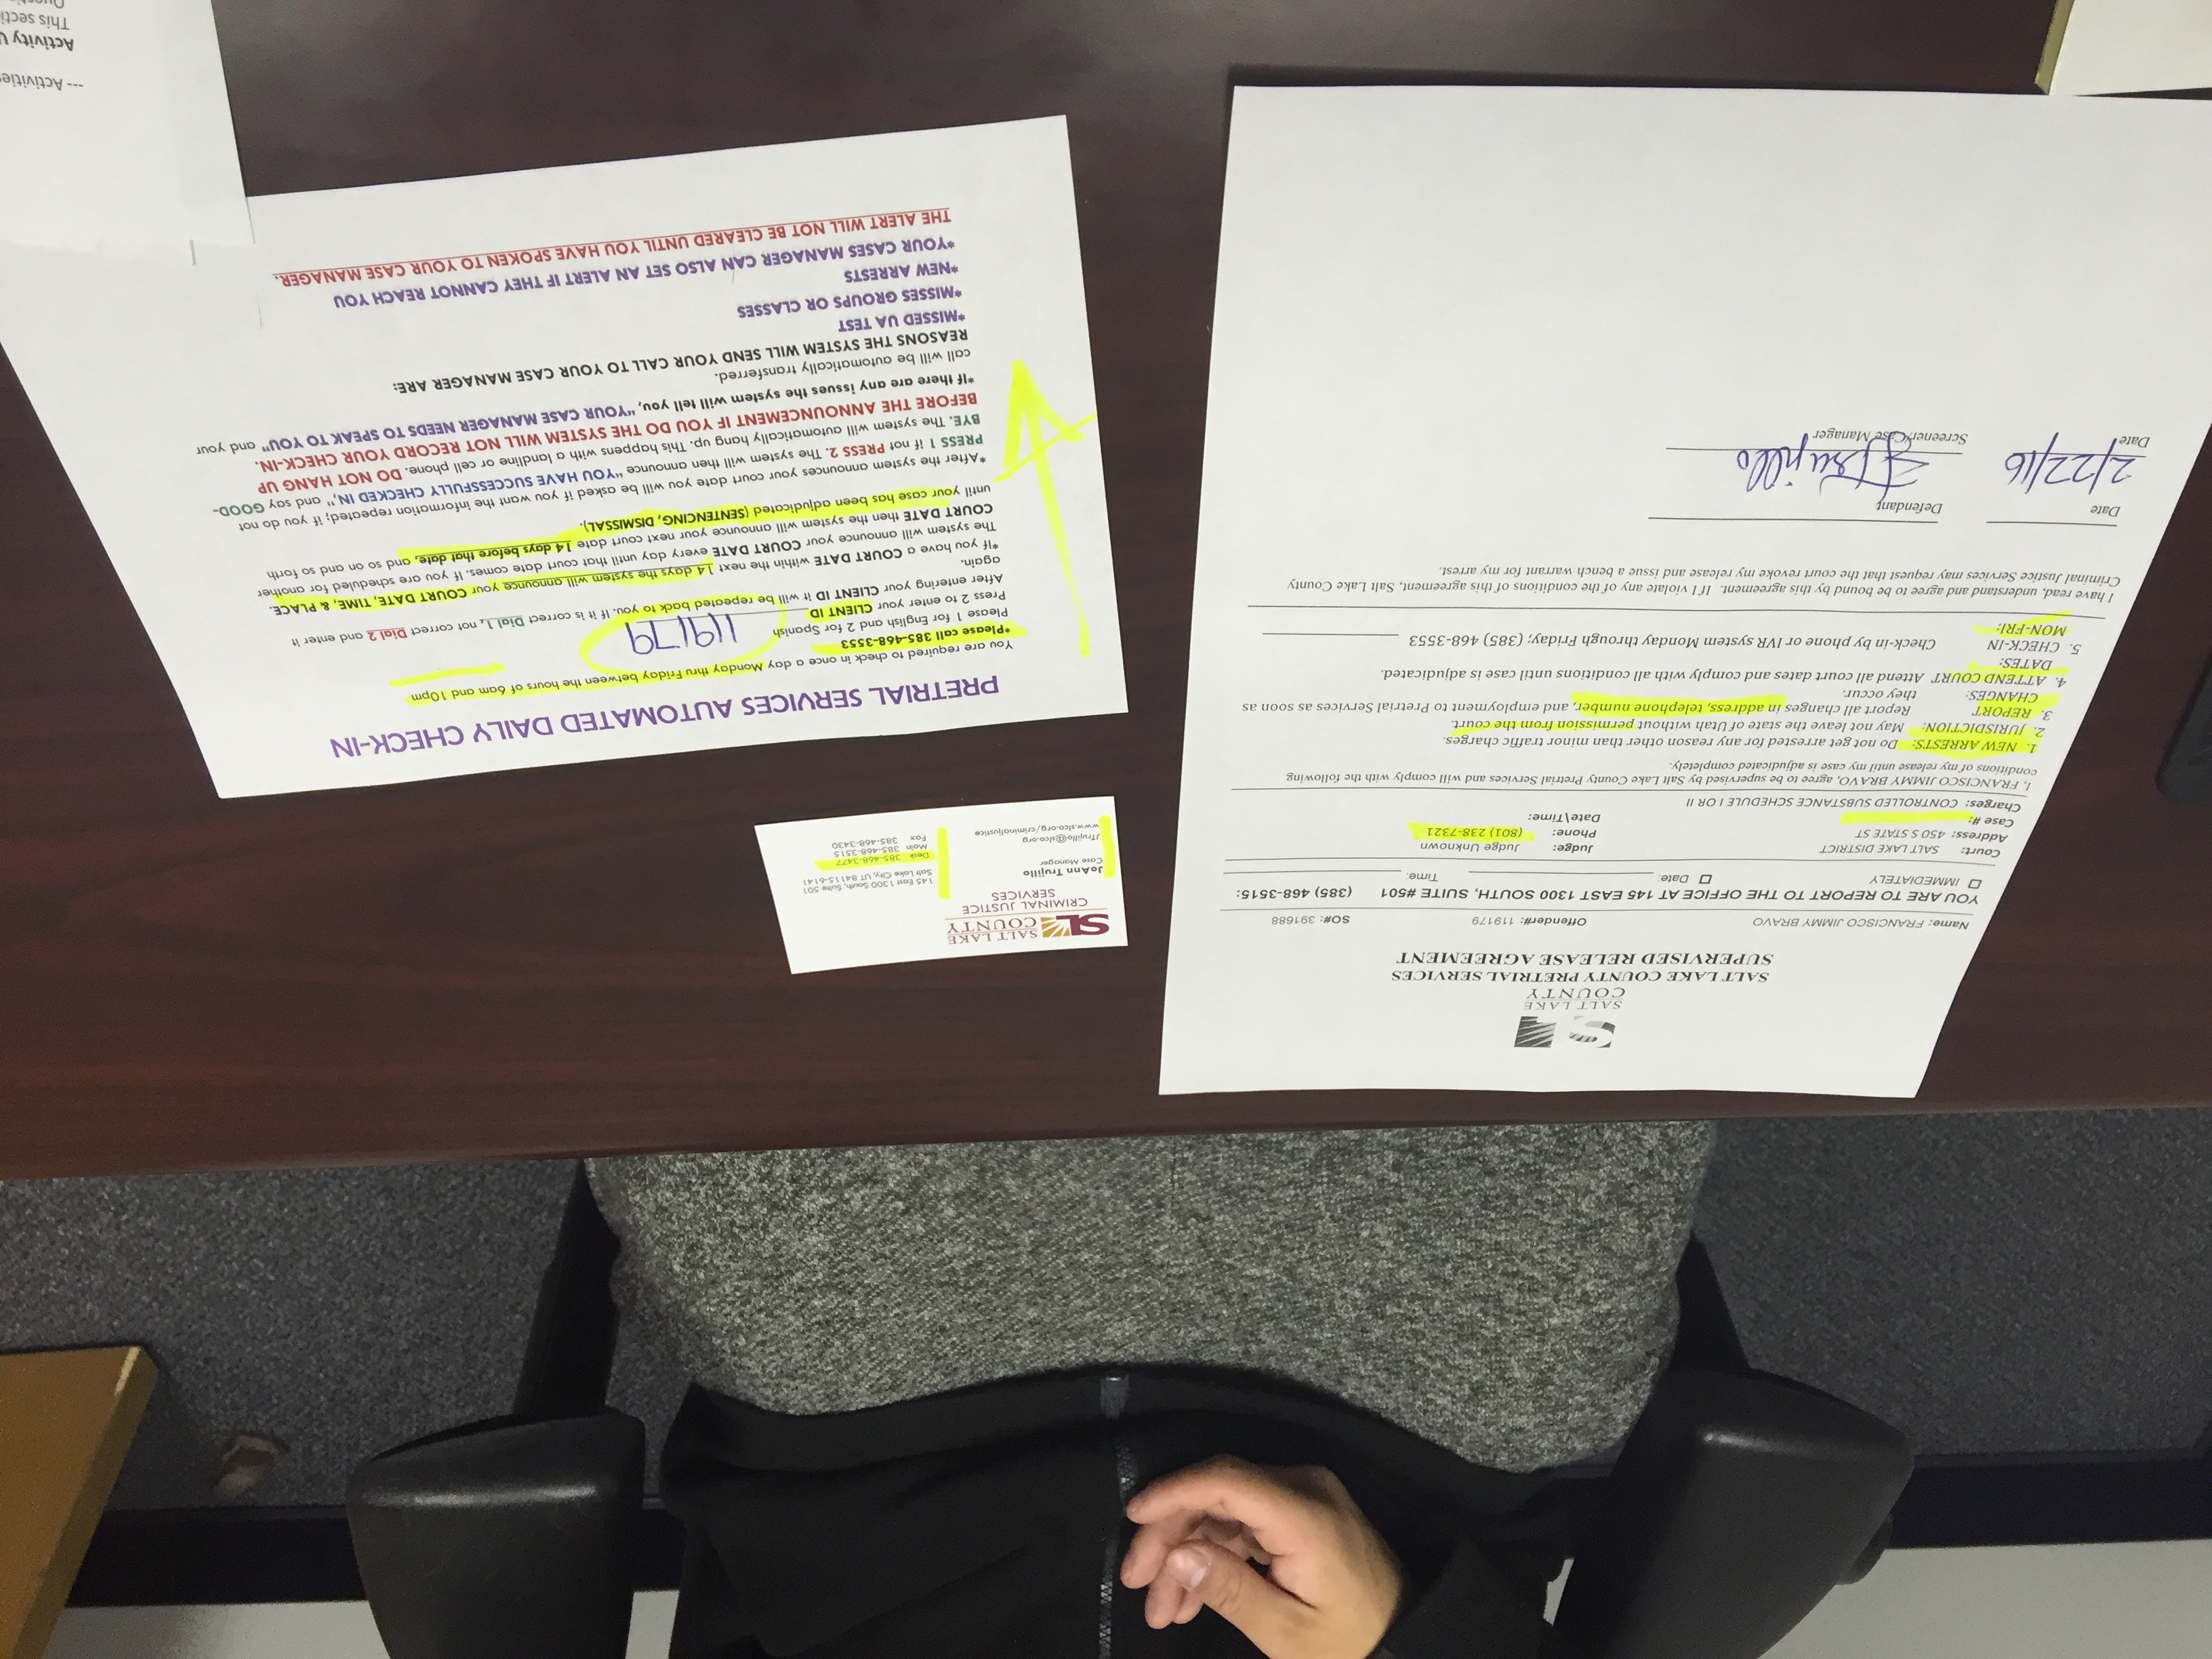 SL
SALT LAKE
COUNTY
SALT LAKE COUNTY PRETRIAL SERVICES
SUPERVISED RELEASE AGREEMENT
Name: FRANCISCO JIMMY BRAVO Offender#: 119179 SO#: 391688
YOU ARE TO REPORT TO THE OFFICE AT 145 EAST 1300 SOUTH, SUITE #501 (385) 468-3515:
IMMEDIATELY Date: Time:
Court: SALT LAKE DISTRICT Judge: Judge Unknown
Address: 450 S STATE ST Phone: (801) 238-7321
Case #: Date\Time:
Charges: CONTROLLED SUBSTANCE SCHEDULE I OR II
I, FRANCISCO JIMMY BRAVO, agree to be supervised by Salt Lake County Pretrial Services and will comply with the following
conditions of my release until my case is adjudicated completely.
1. NEW ARRESTS: Do not get arrested for any reason other than minor traffic charges.
2. JURISDICTION: May not leave the state of Utah without permission from the court.
3. REPORT Report all changes in address, telephone number, and employment to Pretrial Services as soon as
CHANGES: they occur.
4. ATTEND COURT Attend all court dates and comply with all conditions until case is adjudicated.
DATES:
5. CHECK-IN Check-in by phone or IVR system Monday through Friday; (385) 468-3553
MON-FRI:
I have read, understand and agree to be bound by this agreement. If I violate any of the conditions of this agreement, Salt Lake County
Criminal Justice Services may request that the court revoke my release and issue a bench warrant for my arrest.
Date Defendant
2/22/16 JTrujillo
Date Screener/Case Manager
SL SALT LAKE
COUNTY
CRIMINAL JUSTICE
SERVICES
JoAnn Trujillo
Case Manager
JTrujillo@slco.org
www.slco.org/criminaljustice
145 East 1300 South, Suite 501
Salt Lake City, UT 84115-6141
Desk 385-468-3477
Main 385-468-3515
Fax 385-468-3430
PRETRIAL SERVICES AUTOMATED DAILY CHECK-IN
You are required to check in once a day Monday thru Friday between the hours of 6am and 10pm
*Please call 385-468-3553
Please 1 for English and 2 for Spanish
Press 2 to enter your CLIENT ID 119179
After entering your CLIENT ID it will be repeated back to you. If it is correct Dial 1, not correct Dial 2 and enter it
again.
*If you have a COURT DATE within the next 14 days the system will announce your COURT DATE, TIME, & PLACE.
The system will announce your COURT DATE every day until that court date comes. If you are scheduled for another
COURT DATE then the system will announce your next court date 14 days before that date, and so on and so forth
until your case has been adjudicated (SENTENCING, DISMISSAL).
*After the system announces your court date you will be asked if you want the information repeated; if you do not
PRESS 1 if not PRESS 2. The system will then announce “YOU HAVE SUCCESSFULLY CHECKED IN,” and say GOOD-
BYE. The system will automatically hang up. This happens with a landline or cell phone. DO NOT HANG UP
BEFORE THE ANNOUNCEMENT IF YOU DO THE SYSTEM WILL NOT RECORD YOUR CHECK-IN.
*If there are any issues the system will tell you, “YOUR CASE MANAGER NEEDS TO SPEAK TO YOU” and your
call will be automatically transferred.
REASONS THE SYSTEM WILL SEND YOUR CALL TO YOUR CASE MANAGER ARE:
*MISSED UA TEST
*MISSES GROUPS OR CLASSES
*NEW ARRESTS
*YOUR CASES MANAGER CAN ALSO SET AN ALERT IF THEY CANNOT REACH YOU
THE ALERT WILL NOT BE CLEARED UNTIL YOU HAVE SPOKEN TO YOUR CASE MANAGER.
--- Activitie
Activity U
This secti